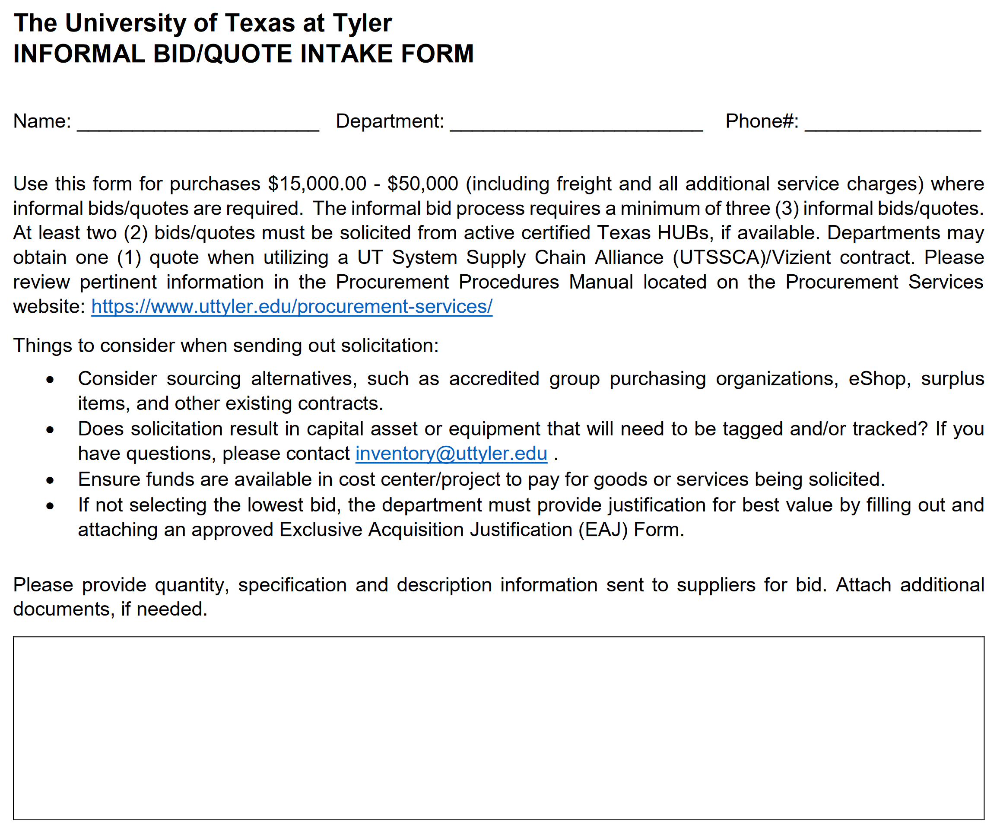 The University of Texas at Tyler
INFORMAL BID/QUOTE INTAKE FORM
Name: ______________________ Department: _______________________ Phone#: ________________
Use this form for purchases $15,000.00 - $50,000 (including freight and all additional service charges) where
informal bids/quotes are required. The informal bid process requires a minimum of three (3) informal bids/quotes.
At least two (2) bids/quotes must be solicited from active certified Texas HUBs, if available. Departments may
obtain one (1) quote when utilizing a UT System Supply Chain Alliance (UTSSCA)/Vizient contract. Please
review pertinent information in the Procurement Procedures Manual located on the Procurement Services
website: https://www.uttyler.edu/procurement-services/
Things to consider when sending out solicitation:
• Consider sourcing alternatives, such as accredited group purchasing organizations, eShop, surplus
items, and other existing contracts.
• Does solicitation result in capital asset or equipment that will need to be tagged and/or tracked? If you
have questions, please contact inventory@uttyler.edu .
• Ensure funds are available in cost center/project to pay for goods or services being solicited.
• If not selecting the lowest bid, the department must provide justification for best value by filling out and
attaching an approved Exclusive Acquisition Justification (EAJ) Form.
Please provide quantity, specification and description information sent to suppliers for bid. Attach additional
documents, if needed.